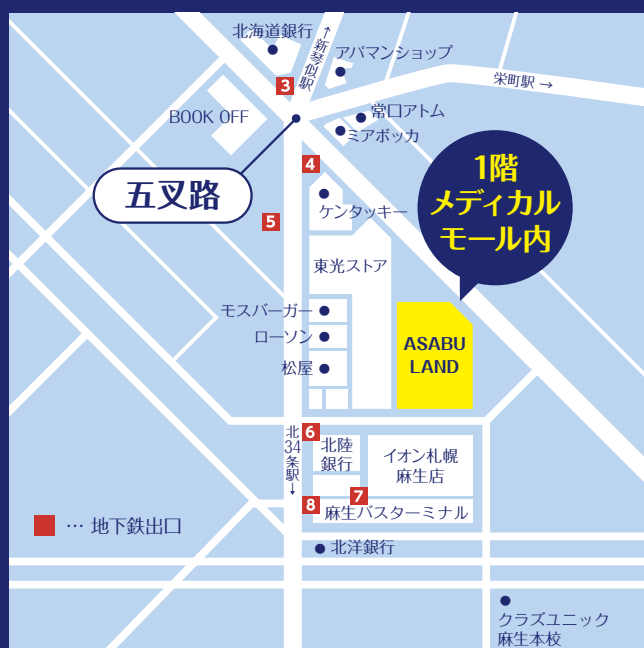 北海道銀行
↑新琴似駅
アパマンショップ
栄町駅 →
3
BOOK OFF
常口アトム
ミアボッカ
五叉路
4
1階
メディカル
モール内
ケンタッキー
5
東光ストア
モスバーガー
ローソン
松屋
ASABU
LAND
北34条駅↓
6
北陸
銀行
イオン札幌
麻生店
7
8
麻生バスターミナル
… 地下鉄出口
北洋銀行
クラズユニック
麻生本校